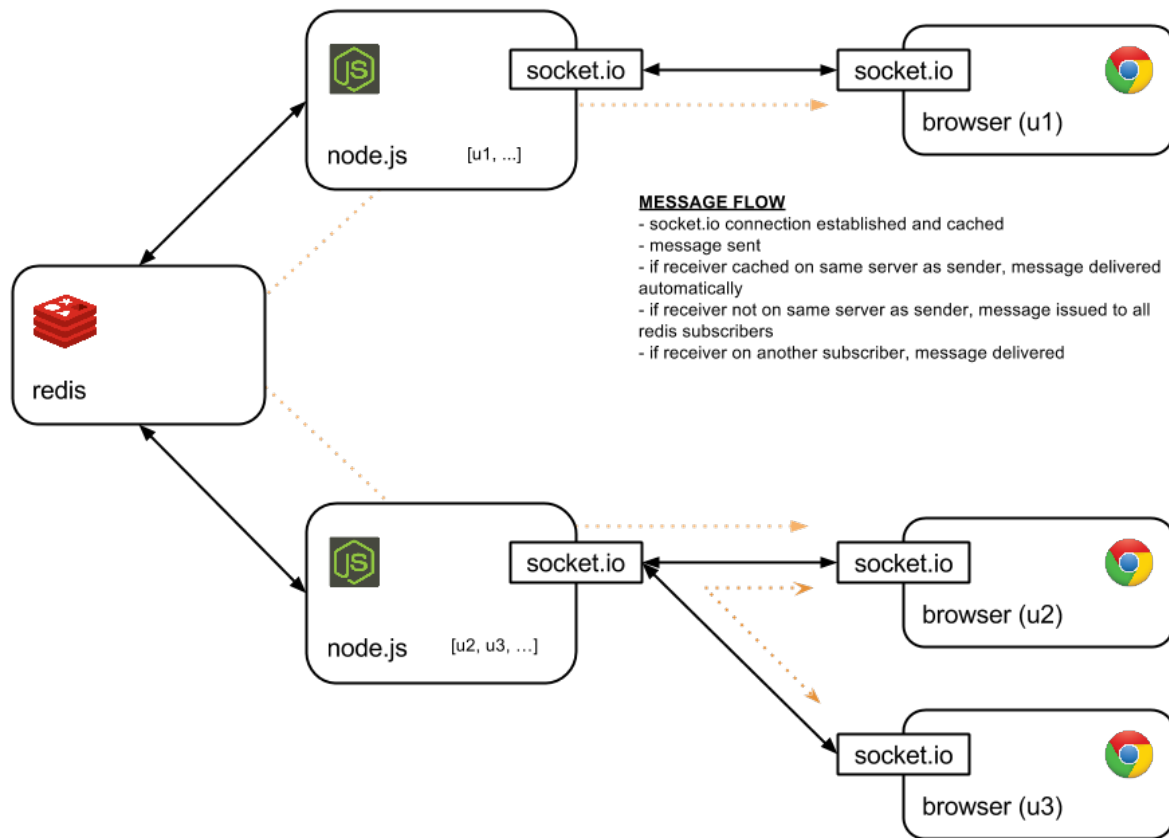 JS
socket.io
socket.io
node.js
[u1, ...]
browser (u1)
MESSAGE FLOW
- socket.io connection established and cached
- message sent
- if receiver cached on same server as sender, message delivered
automatically
- if receiver not on same server as sender, message issued to all
redis subscribers
- if receiver on another subscriber, message delivered
redis
JS
socket.io
socket.io
node.js
[u2, u3, …]
browser (u2)
socket.io
browser (u3)